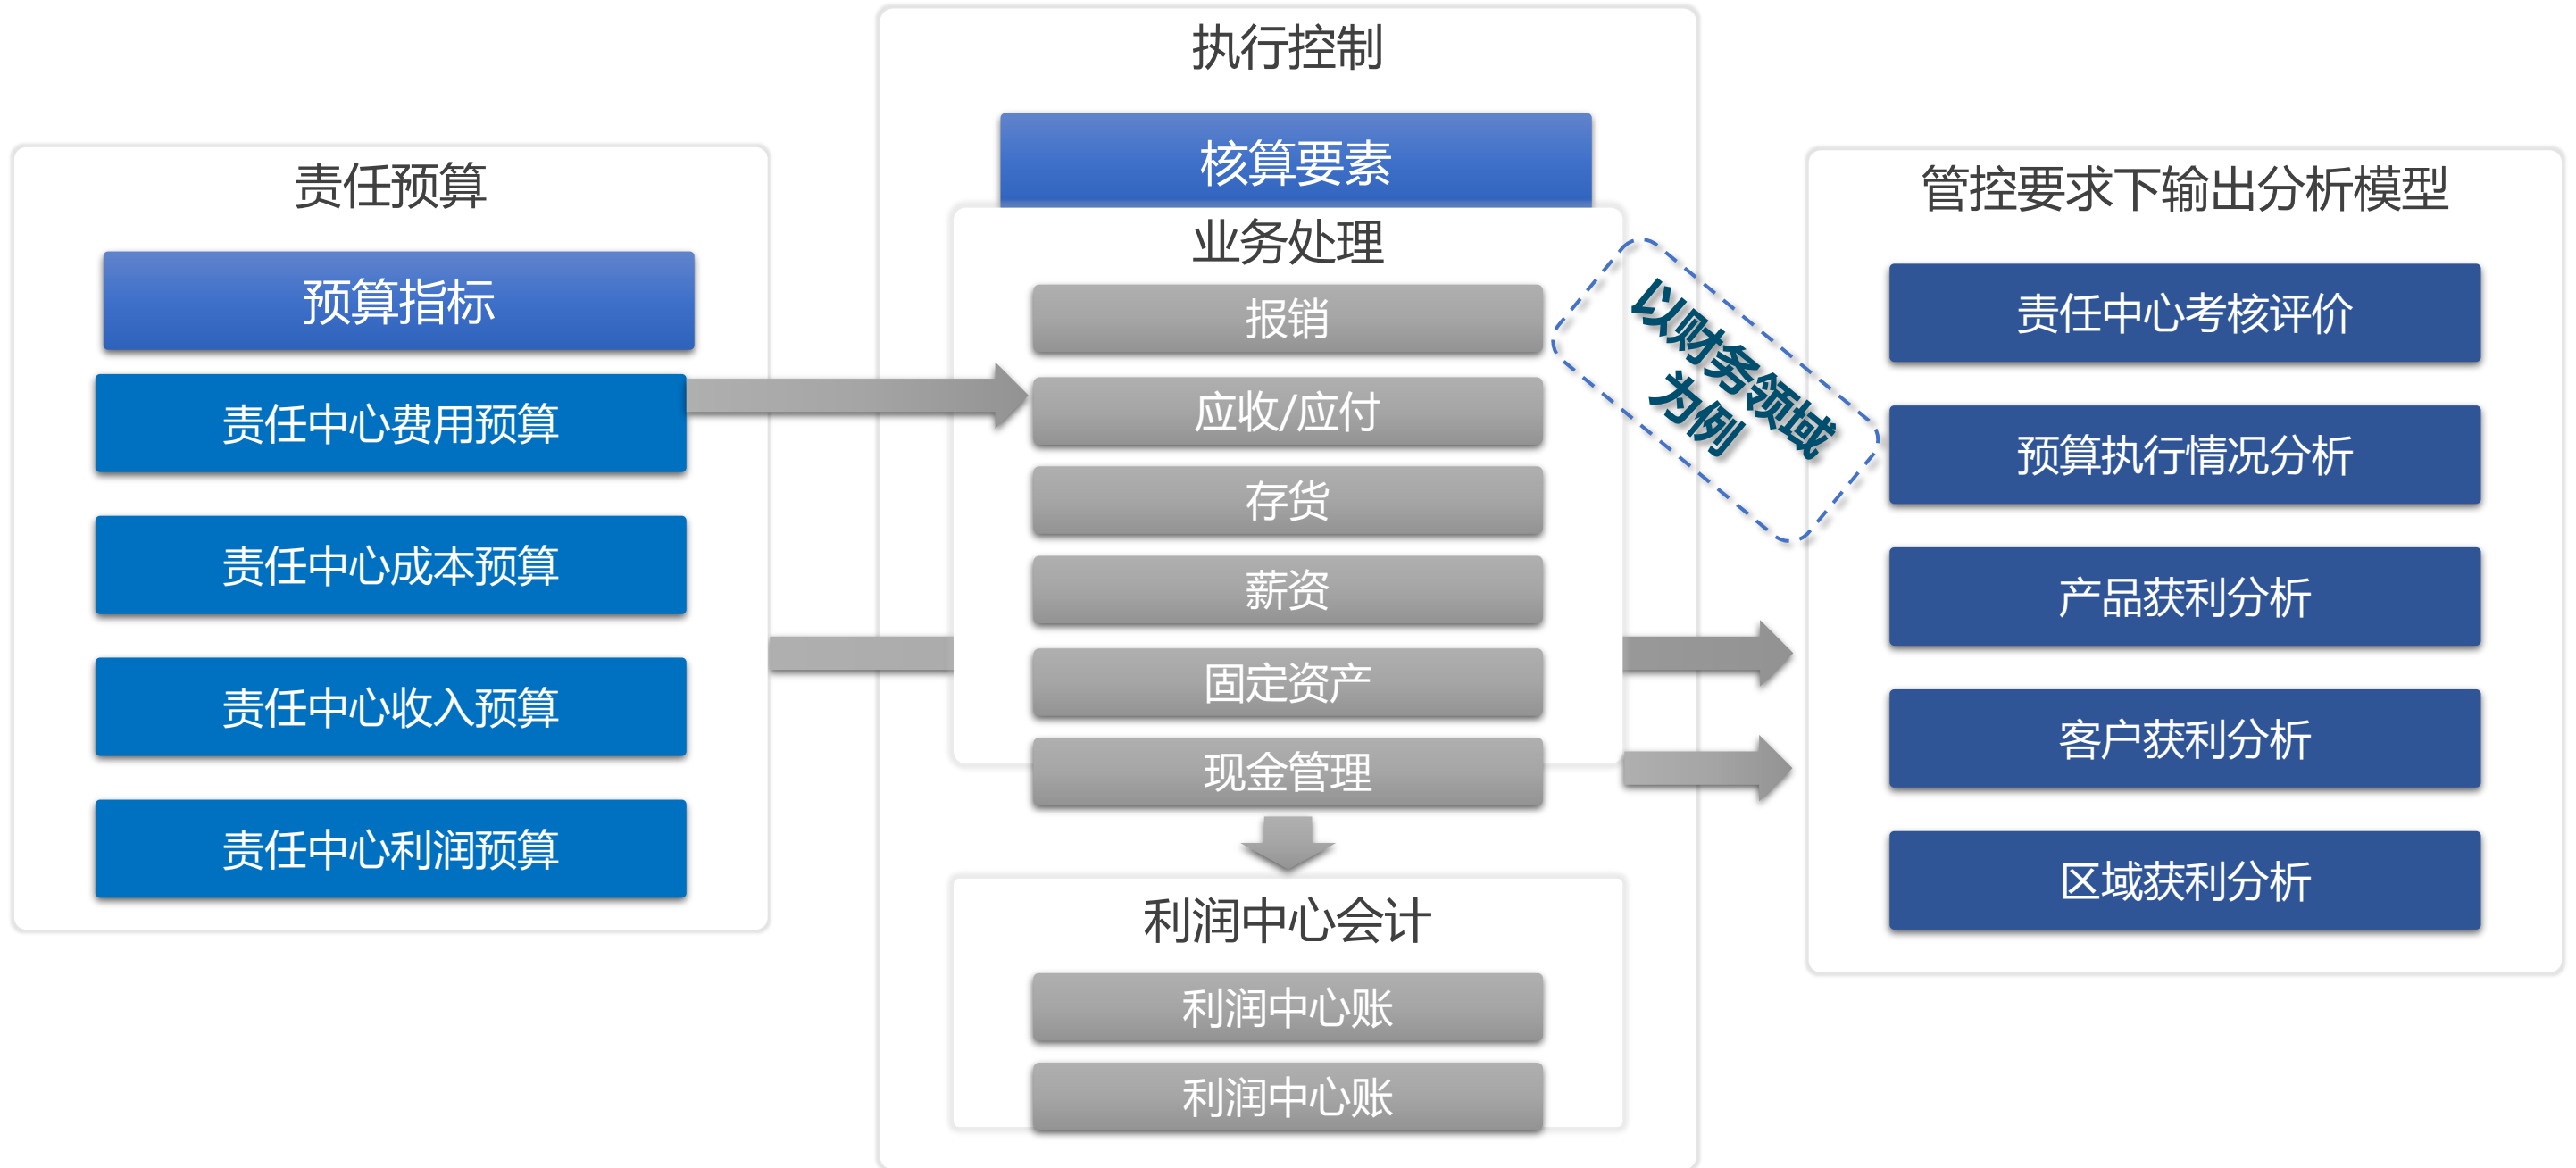 责任预算
预算指标
责任中心费用预算
责任中心成本预算
责任中心收入预算
责任中心利润预算
执行控制
核算要素
业务处理
报销
应收/应付
存货
薪资
固定资产
现金管理
利润中心会计
利润中心账
利润中心账
以财务领域
为例
管控要求下输出分析模型
责任中心考核评价
预算执行情况分析
产品获利分析
客户获利分析
区域获利分析